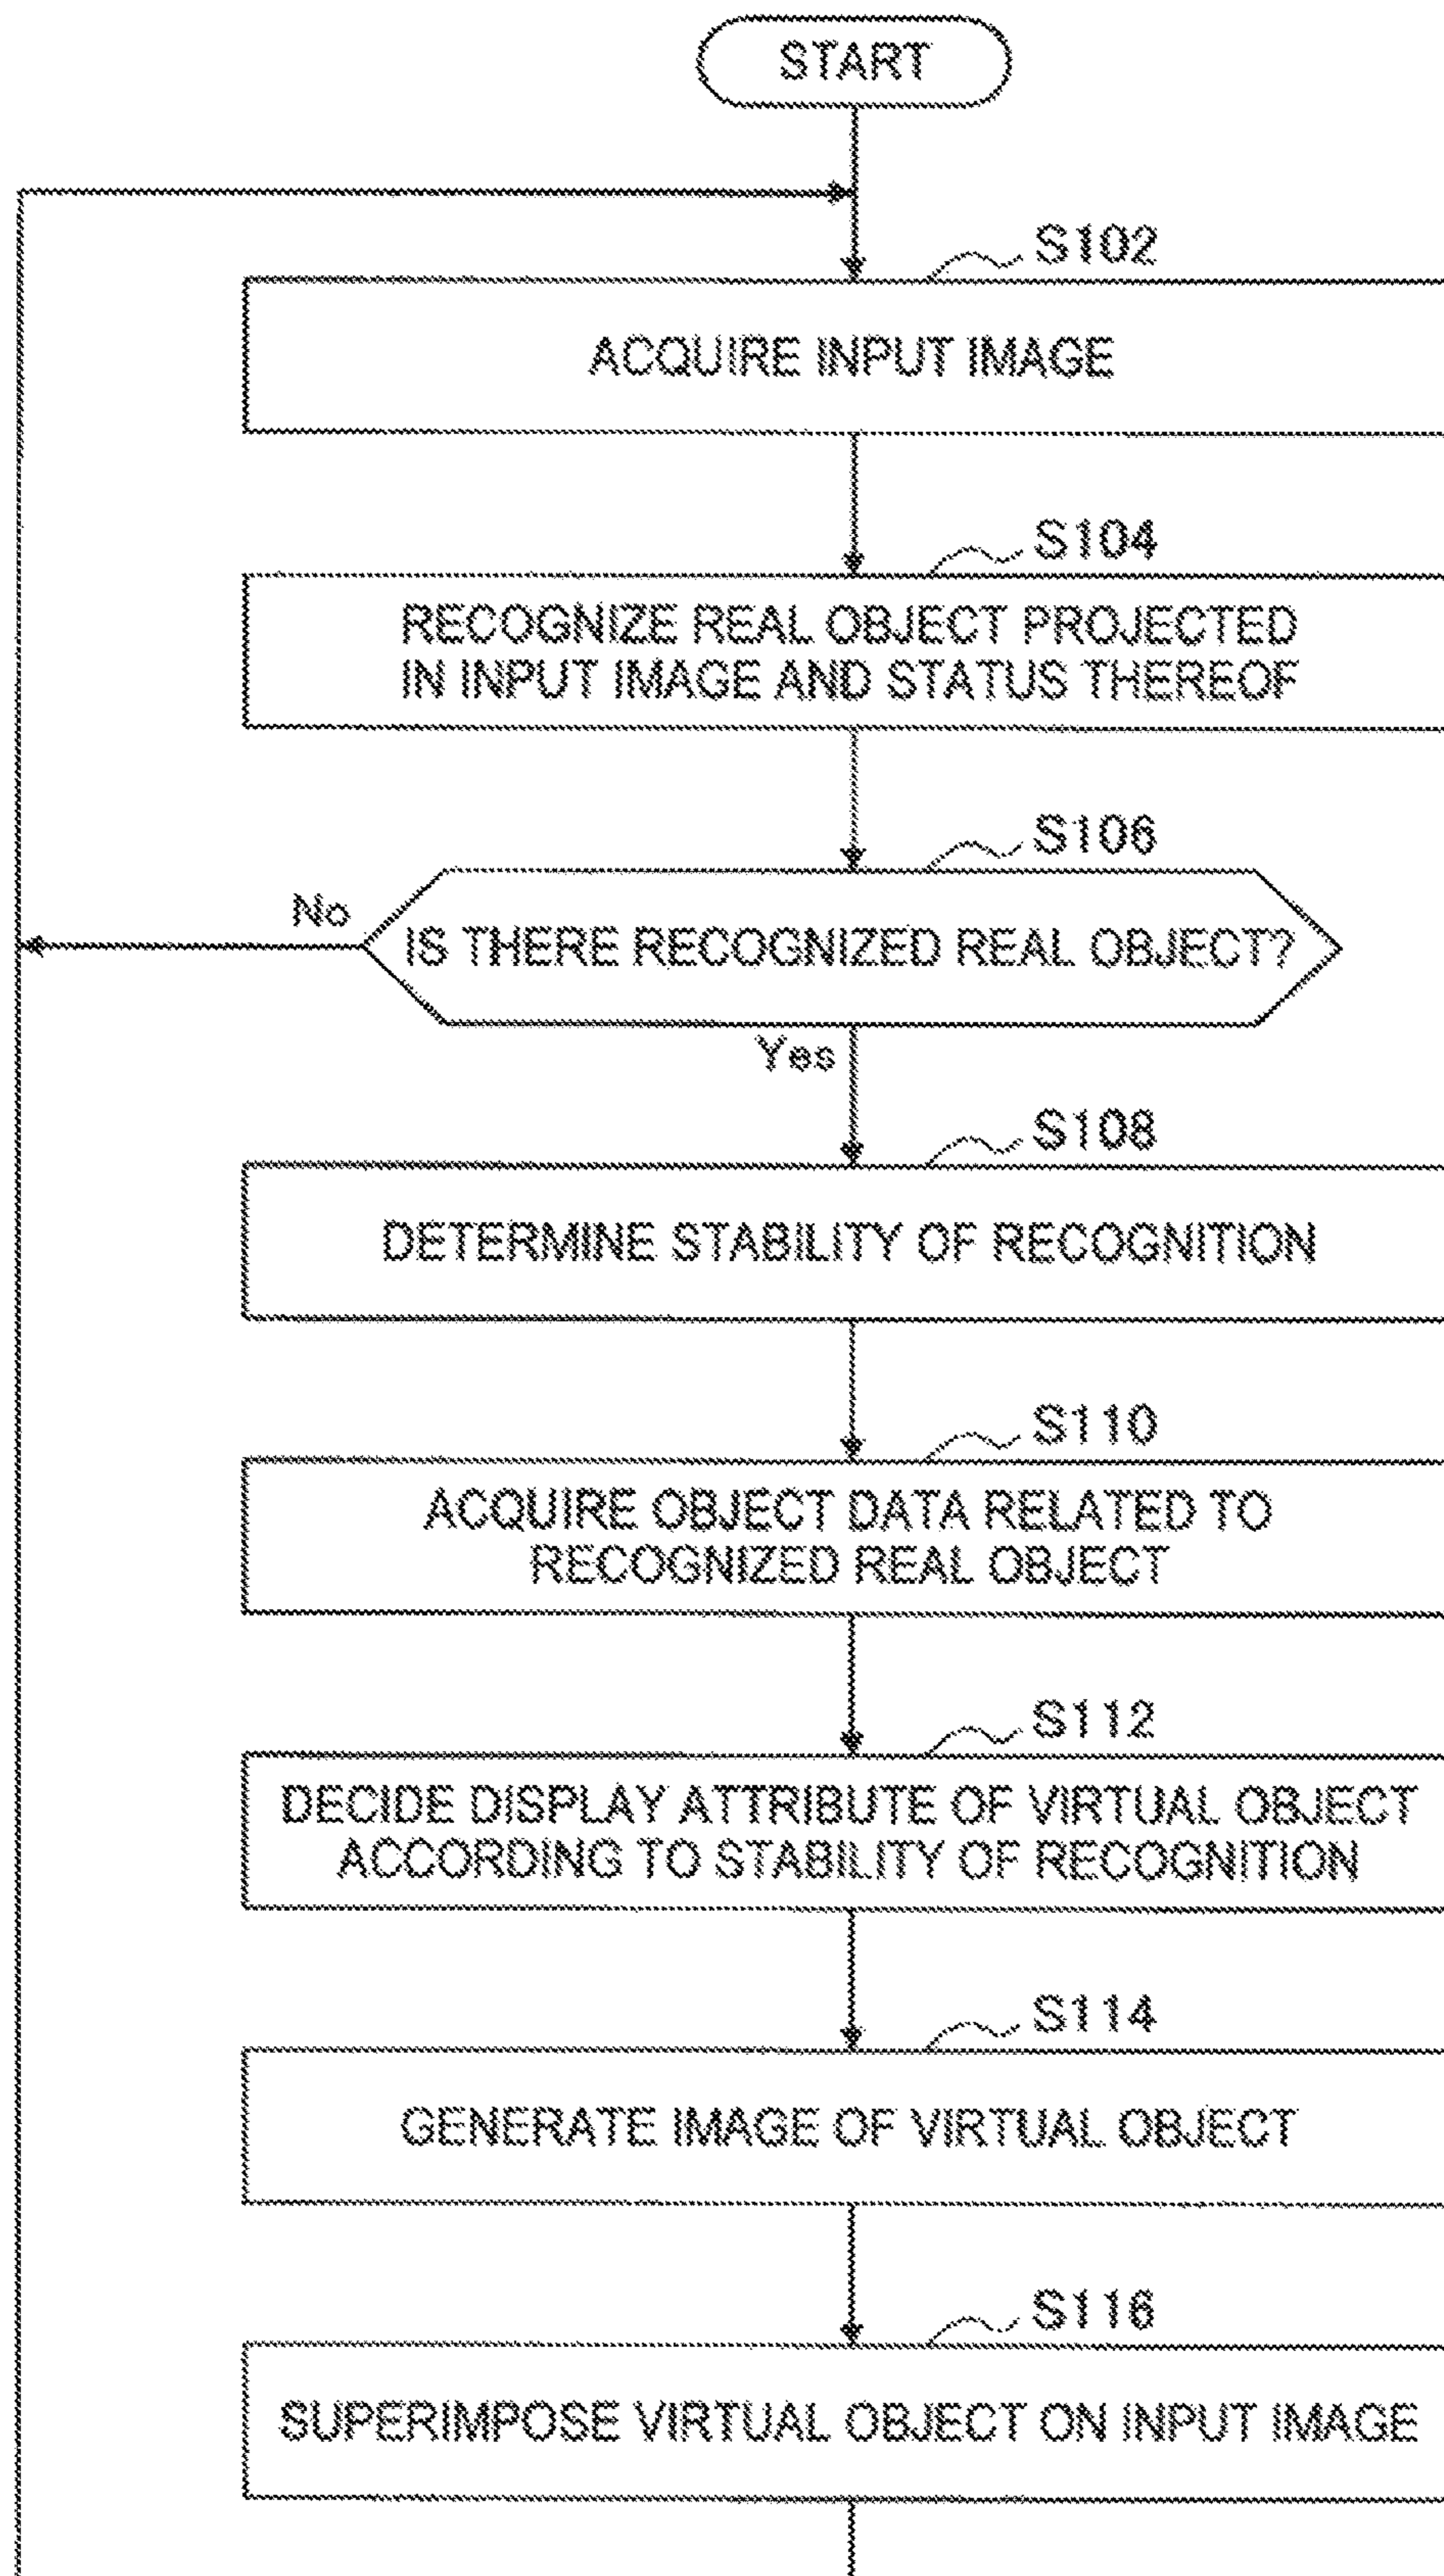 START
S102
ACQUIRE INPUT IMAGE
S104
RECOGNIZE REAL OBJECT PROJECTED
IN INPUT IMAGE AND STATUS THEREOF
S106
No
IS THERE RECOGNIZED REAL OBJECT?
Yes
S108
DETERMINE STABILITY OF RECOGNITION
S110
ACQUIRE OBJECT DATA RELATED TO
RECOGNIZED REAL OBJECT
S112
DECIDE DISPLAY ATTRIBUTE OF VIRTUAL OBJECT
ACCORDING TO STABILITY OF RECOGNITION
S114
GENERATE IMAGE OF VIRTUAL OBJECT
S116
SUPERIMPOSE VIRTUAL OBJECT ON INPUT IMAGE